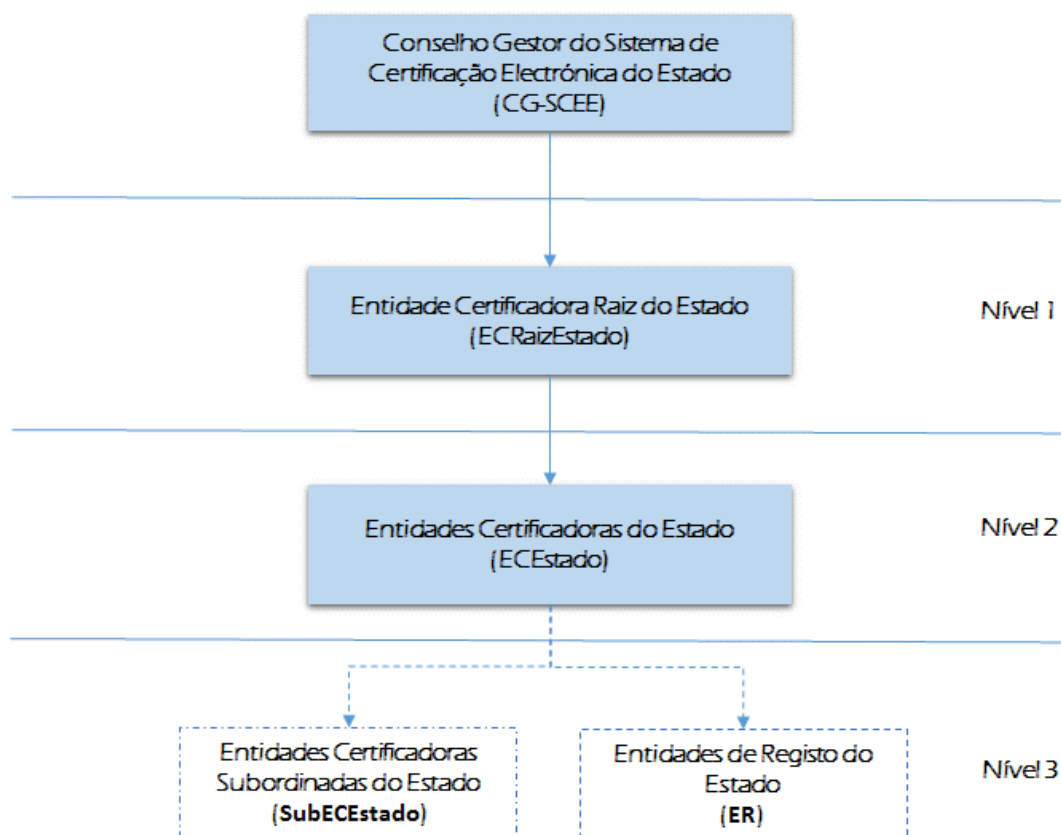 Conselho Gestor do Sistema de
Certificação Electrónica do Estado
(CG-SCEE)
Entidade Certificadora Raiz do Estado
(ECRaizEstado)
Nível 1
Entidades Certificadoras do Estado
(ECEstado)
Nível 2
Entidades Certificadoras
Subordinadas do Estado
(SubECEstado)
Entidades de Registo do
Estado
(ER)
Nível 3